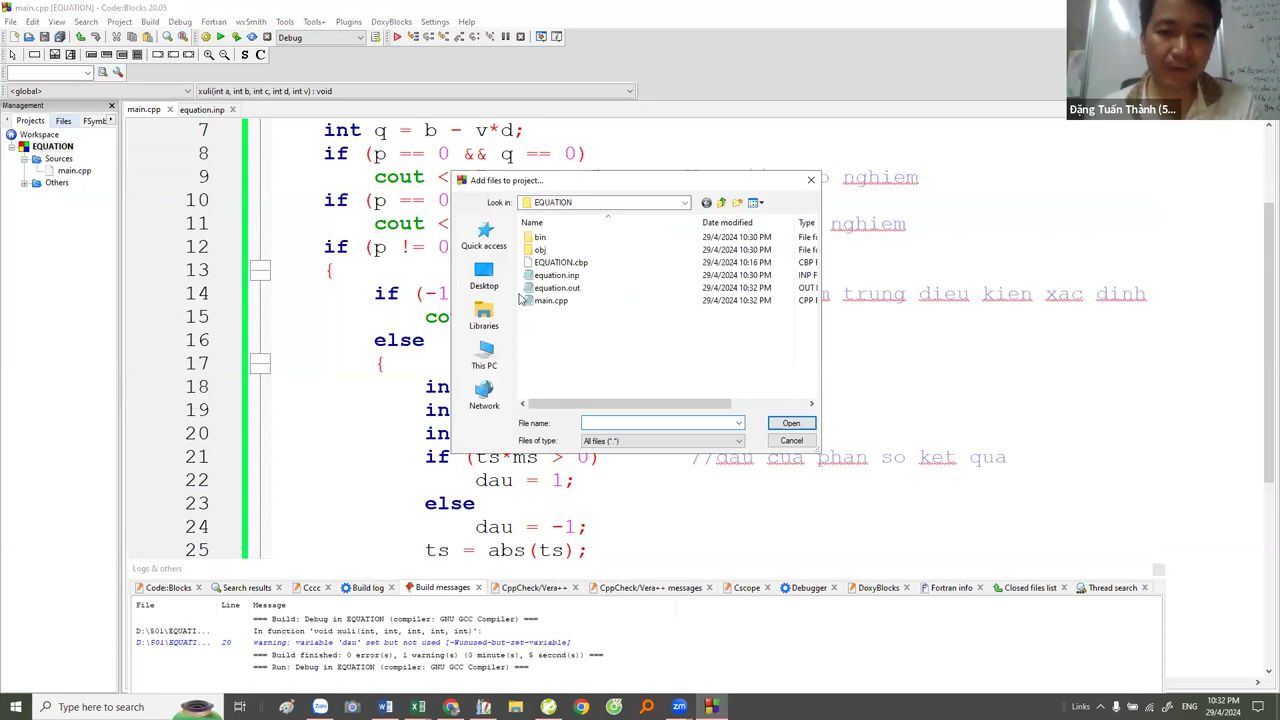 main.cpp [EQUATION] - Code::Blocks 20.03
File Edit View Search Project Build Debug Fortran wxSmith Tools Tools+ Plugins DoxyBlocks Settings Help
Debug
S C
<global> xuli(int a, int b, int c, int d, int v) : void
Management
Projects Files FSymb
Workspace
EQUATION
Sources
main.cpp
Others
main.cpp equation.inp
7 int q = b - v*d;
8 if (p == 0 && q == 0)
9 cout < o nghiem
10 if (p == 0
11 cout < nghiem
12 if (p != 0
13 {
14 if (-1 m trung dieu kien xac dinh
15 co
16 else
17 {
18 in
19 in
20 in
21 if (ts*ms > 0) //dau cua phan so ket qua
22 dau = 1;
23 else
24 dau = -1;
25 ts = abs(ts);
Add files to project...
Look in: EQUATION
Quick access
Desktop
Libraries
This PC
Network
Name Date modified Type
bin 29/4/2024 10:30 PM File fo
obj 29/4/2024 10:30 PM File fo
EQUATION.cbp 29/4/2024 10:16 PM CBP F
equation.inp 29/4/2024 10:30 PM INP F
equation.out 29/4/2024 10:32 PM OUT
main.cpp 29/4/2024 10:32 PM CPP F
File name: Open
Files of type: All files (*.*) Cancel
Đặng Tuấn Thành (5...
Logs & others
Code::Blocks Search results Cccc Build log Build messages CppCheck/Vera++ CppCheck/Vera++ messages Cscope Debugger DoxyBlocks Fortran info Closed files list Thread search
File Line Message
=== Build: Debug in EQUATION (compiler: GNU GCC Compiler) ===
D:\501\EQUATI... In function 'void xuli(int, int, int, int, int)':
D:\501\EQUATI... 20 warning: variable 'dau' set but not used [-Wunused-but-set-variable]
=== Build finished: 0 error(s), 1 warning(s) (0 minute(s), 5 second(s)) ===
=== Run: Debug in EQUATION (compiler: GNU GCC Compiler) ===
Type here to search
Links ENG 10:32 PM
29/4/2024